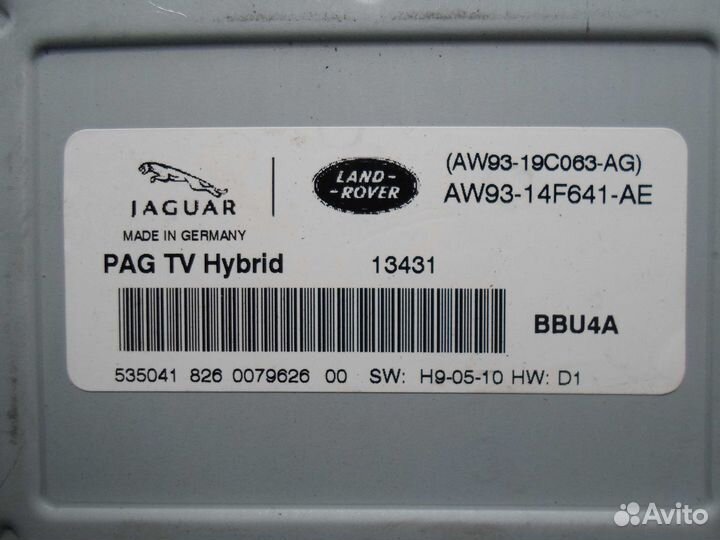 JAGUAR
LAND-
-ROVER
(AW93-19C063-AG)
AW93-14F641-AE
MADE IN GERMANY
PAG TV Hybrid 13431
BBU4A
535041 826 0079626 00 SW: H9-05-10 HW: D1
Avito